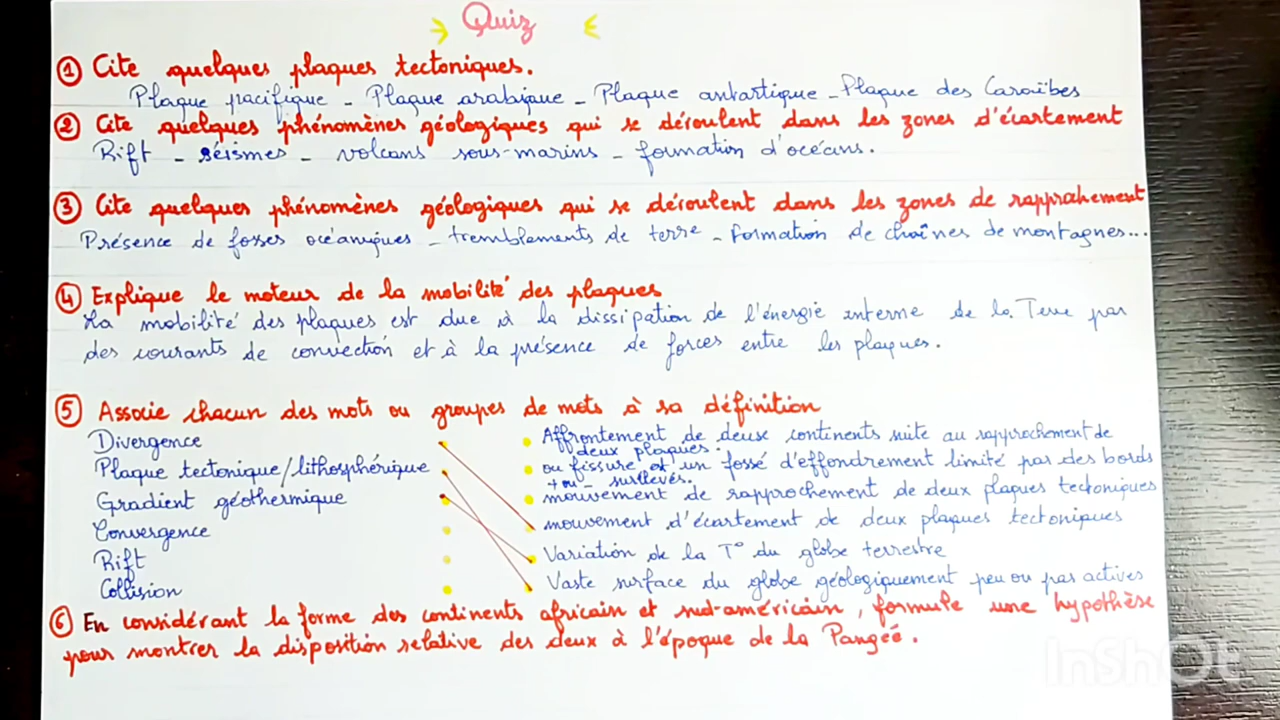 Quiz
① Cite quelques plaques tectoniques.
Plaque pacifique - Plaque arabique - Plaque antartique - Plaque des Caraïbes
② Cite quelques phénomènes géologiques qui se déroulent dans les zones d'écartement
Rift - séismes - volcans sous-marins - formation d'océans.
③ Cite quelques phénomènes géologiques qui se déroulent dans les zones de rapprochement
Présence de fosses océaniques - tremblements de terre - formation de chaînes de montagnes...
④ Explique le moteur de la mobilité des plaques
La mobilité des plaques est due à la dissipation de l'énergie interne de la Terre par
des courants de convection et à la présence de forces entre les plaques.
⑤ Associe chacun des mots ou groupes de mots à sa définition
Divergence
Affrontement de deux continents suite au rapprochement de
deux plaques.
Plaque tectonique/lithosphérique
ou fissure et un fossé d'effondrement limité par des bords
+ou- surlevés.
Gradient géothermique
mouvement de rapprochement de deux plaques tectoniques
Convergence
mouvement d'écartement de deux plaques tectoniques
Rift
Variation de la T° du globe terrestre
Collision
Vaste surface du globe géologiquement peu ou pas actives
⑥ En considérant la forme des continents africain et sud-américain, formule une hypothèse
pour montrer la disposition relative des deux à l'époque de la Pangéé.
InShOt